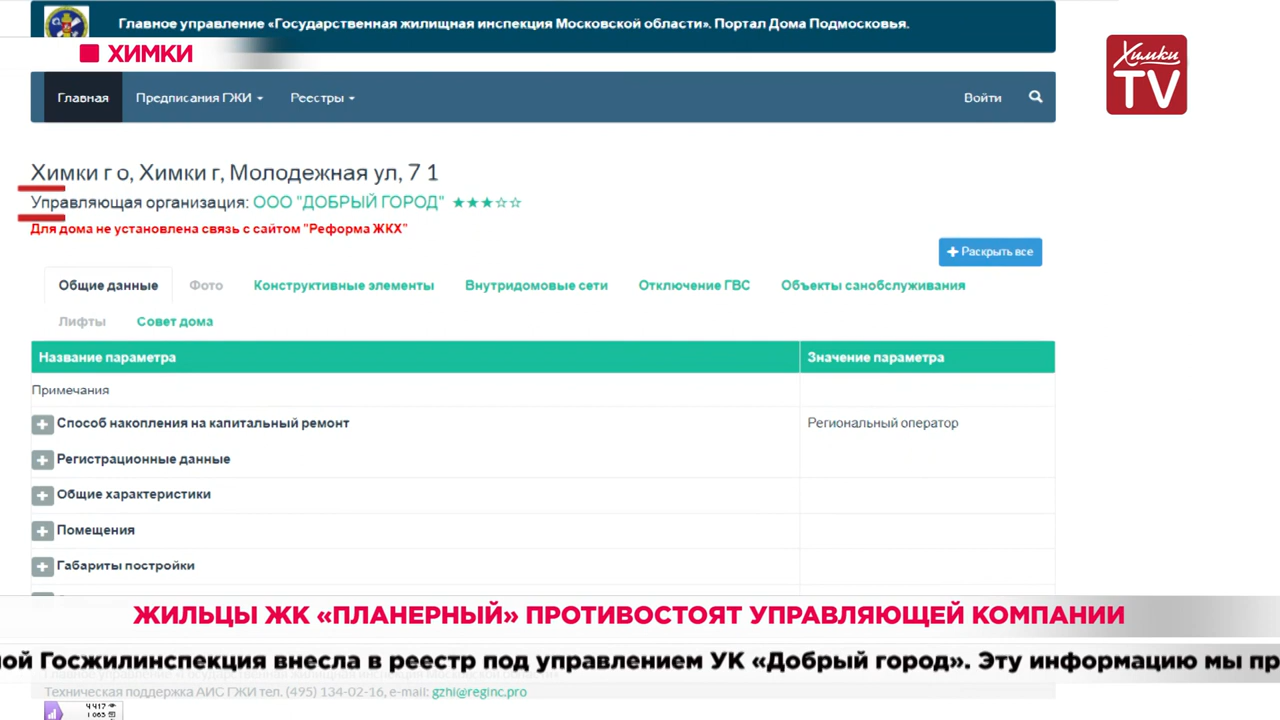 Главное управление «Государственная жилищная инспекция Московской области». Портал Дома Подмосковья.
ХИМКИ
Химки TV
Главная Предписания ГЖИ Реестры Войти
Химки г о, Химки г, Молодежная ул, 7 1
Управляющая организация: ООО "ДОБРЫЙ ГОРОД" ★★★☆☆
Для дома не установлена связь с сайтом "Реформа ЖКХ"
Раскрыть все
Общие данные Фото Конструктивные элементы Внутридомовые сети Отключение ГВС Объекты санобслуживания
Лифты Совет дома
Название параметра Значение параметра
Примечания
Способ накопления на капитальный ремонт Региональный оператор
Регистрационные данные
Общие характеристики
Помещения
Габариты постройки
ЖИЛЬЦЫ ЖК «ПЛАНЕРНЫЙ» ПРОТИВОСТОЯТ УПРАВЛЯЮЩЕЙ КОМПАНИИ
ной Госжилинспекция внесла в реестр под управлением УК «Добрый город». Эту информацию мы пр
Техническая поддержка АИС ГЖИ тел. (495) 134-02-16, e-mail: gzhi@reginc.pro
4 417
1 063